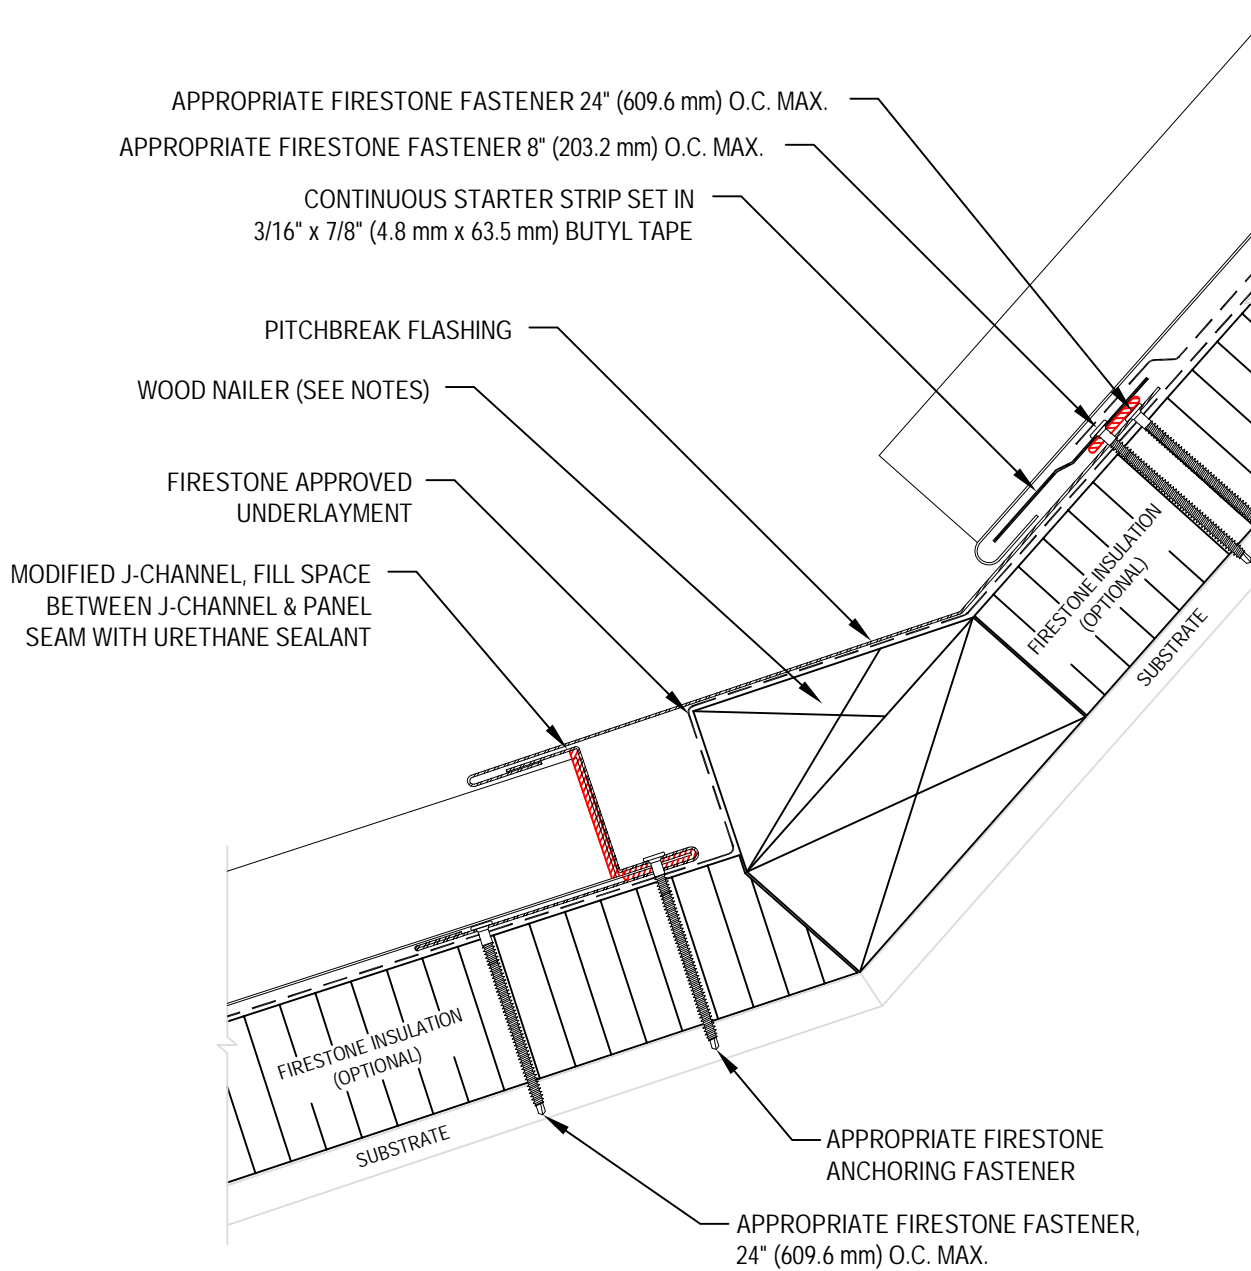 APPROPRIATE FIRESTONE FASTENER 24" (609.6 mm) O.C. MAX.
APPROPRIATE FIRESTONE FASTENER 8" (203.2 mm) O.C. MAX.
CONTINUOUS STARTER STRIP SET IN
3/16" x 7/8" (4.8 mm x 63.5 mm) BUTYL TAPE
PITCHBREAK FLASHING
WOOD NAILER (SEE NOTES)
FIRESTONE APPROVED
UNDERLAYMENT
MODIFIED J-CHANNEL, FILL SPACE
BETWEEN J-CHANNEL & PANEL
SEAM WITH URETHANE SEALANT
FIRESTONE INSULATION
(OPTIONAL)
SUBSTRATE
FIRESTONE INSULATION
(OPTIONAL)
SUBSTRATE
APPROPRIATE FIRESTONE
ANCHORING FASTENER
APPROPRIATE FIRESTONE FASTENER,
24" (609.6 mm) O.C. MAX.